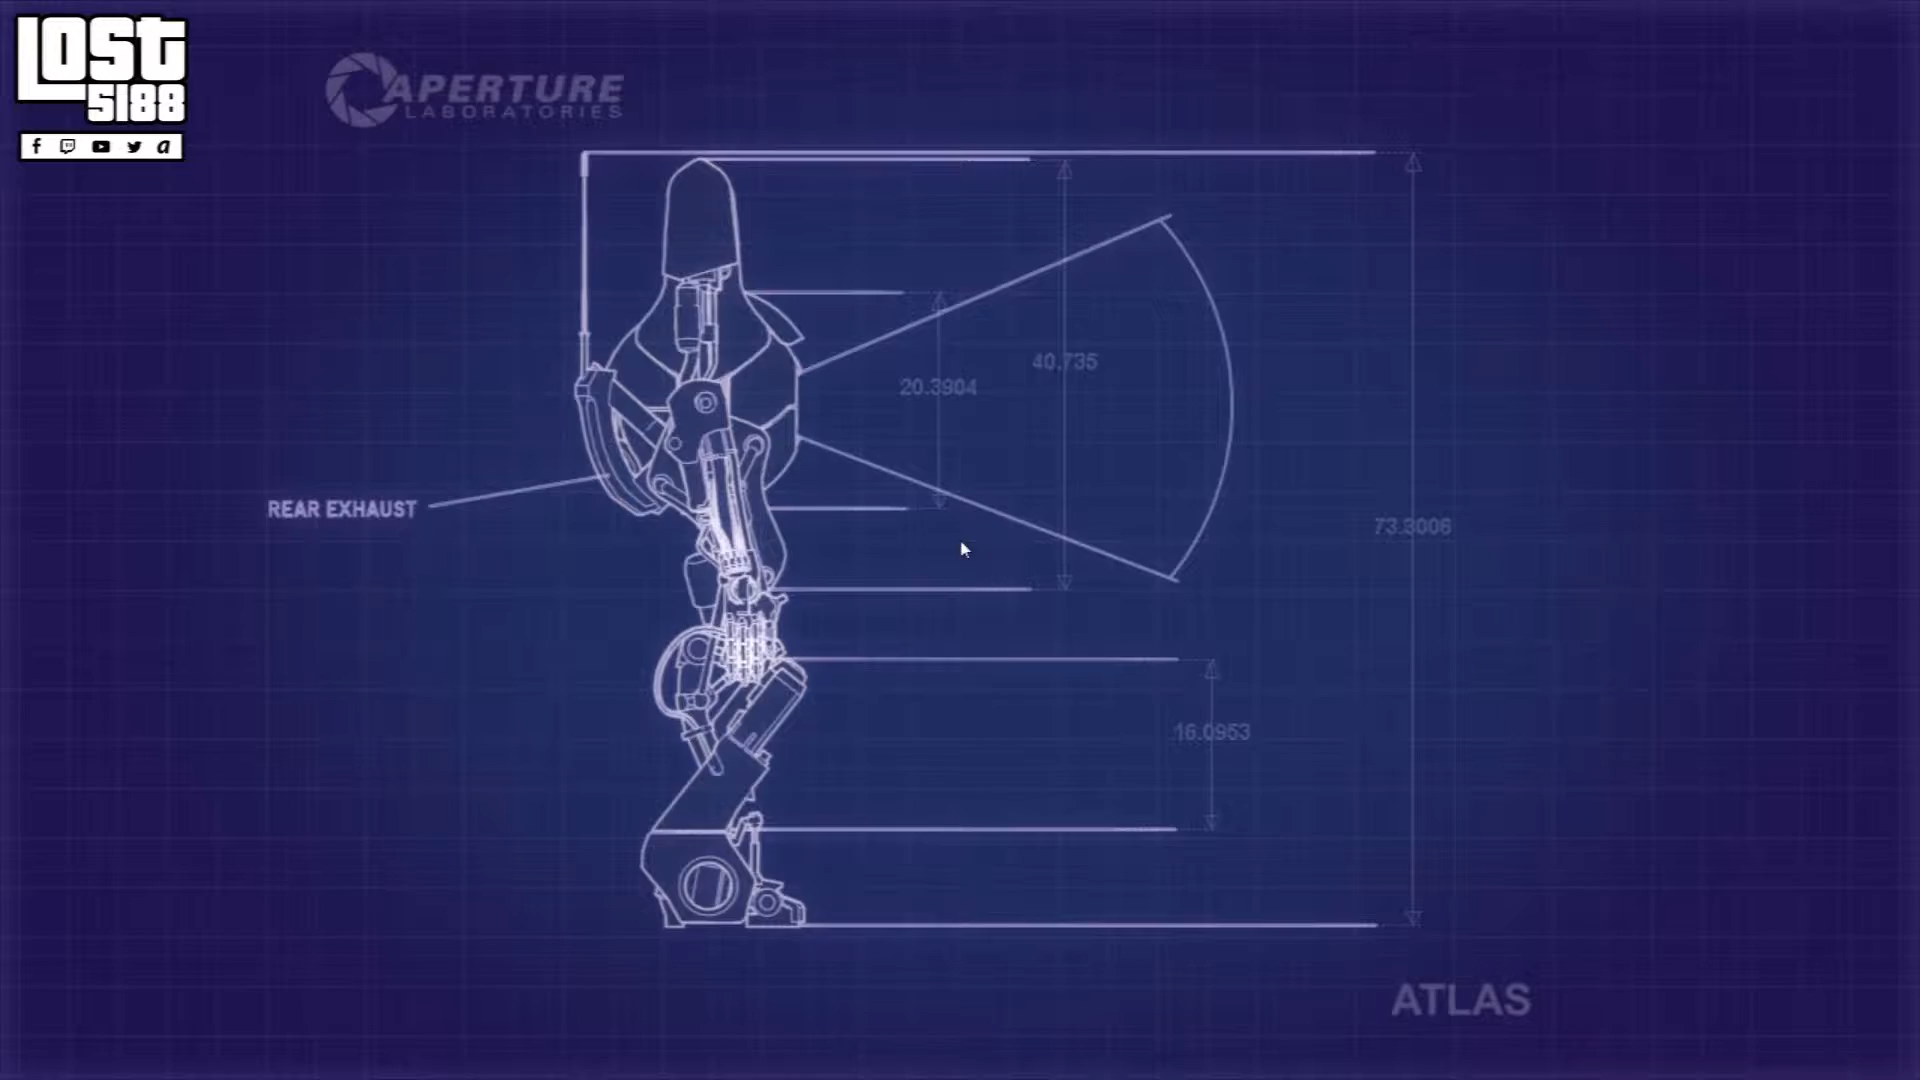 LOST
5188
APERTURE
LABORATORIES
40.735
20.3904
REAR EXHAUST
73.3006
16.0953
ATLAS